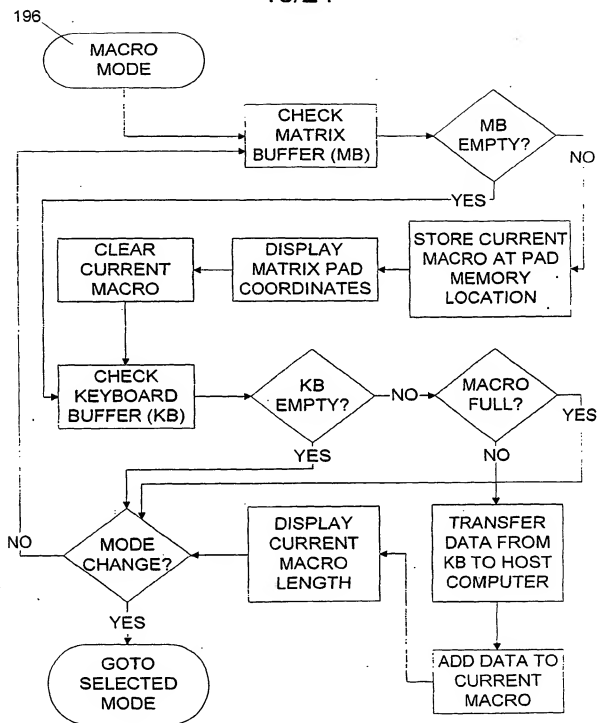 196
MACRO
MODE
CHECK
MATRIX
BUFFER (MB)
MB
EMPTY?
NO
YES
CLEAR
CURRENT
MACRO
DISPLAY
MATRIX PAD
COORDINATES
STORE CURRENT
MACRO AT PAD
MEMORY
LOCATION
CHECK
KEYBOARD
BUFFER (KB)
KB
EMPTY?
NO
MACRO
FULL?
YES
YES
NO
NO
MODE
CHANGE?
DISPLAY
CURRENT
MACRO
LENGTH
TRANSFER
DATA FROM
KB TO HOST
COMPUTER
YES
GOTO
SELECTED
MODE
ADD DATA TO
CURRENT
MACRO